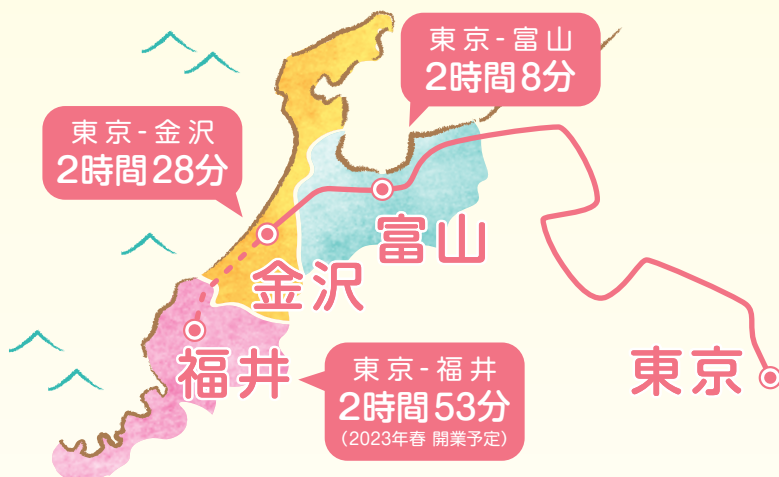 東京-富山
2時間8分
東京-金沢
2時間28分
富山
金沢
福井
東京-福井
2時間53分
(2023年春 開業予定)
東京